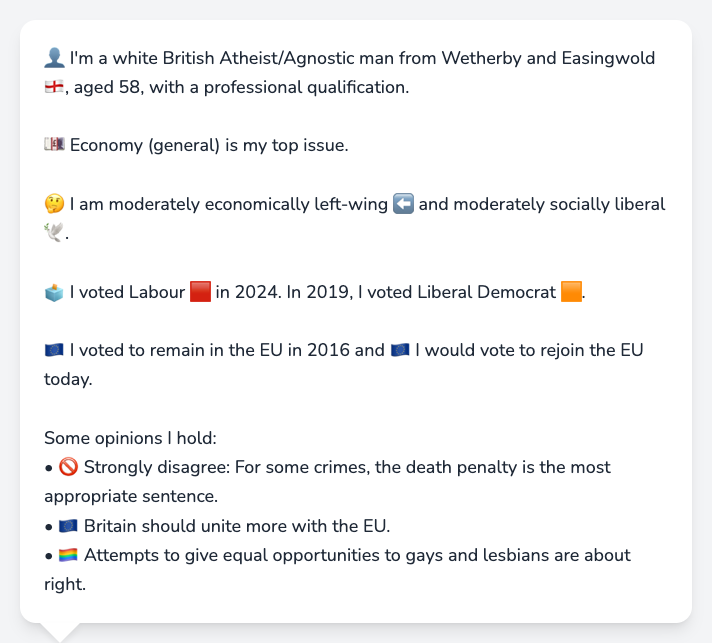 👤 I'm a white British Atheist/Agnostic man from Wetherby and Easingwold
🏴󠁧󠁢󠁥󠁮󠁧󠁿, aged 58, with a professional qualification.
💷 Economy (general) is my top issue.
🤔 I am moderately economically left-wing ⬅️ and moderately socially liberal
🕊️.
🗳️ I voted Labour 🟥 in 2024. In 2019, I voted Liberal Democrat 🟧.
🇪🇺 I voted to remain in the EU in 2016 and 🇪🇺 I would vote to rejoin the EU
today.
Some opinions I hold:
• 🚫 Strongly disagree: For some crimes, the death penalty is the most
appropriate sentence.
• 🇪🇺 Britain should unite more with the EU.
• 🏳️‍🌈 Attempts to give equal opportunities to gays and lesbians are about
right.